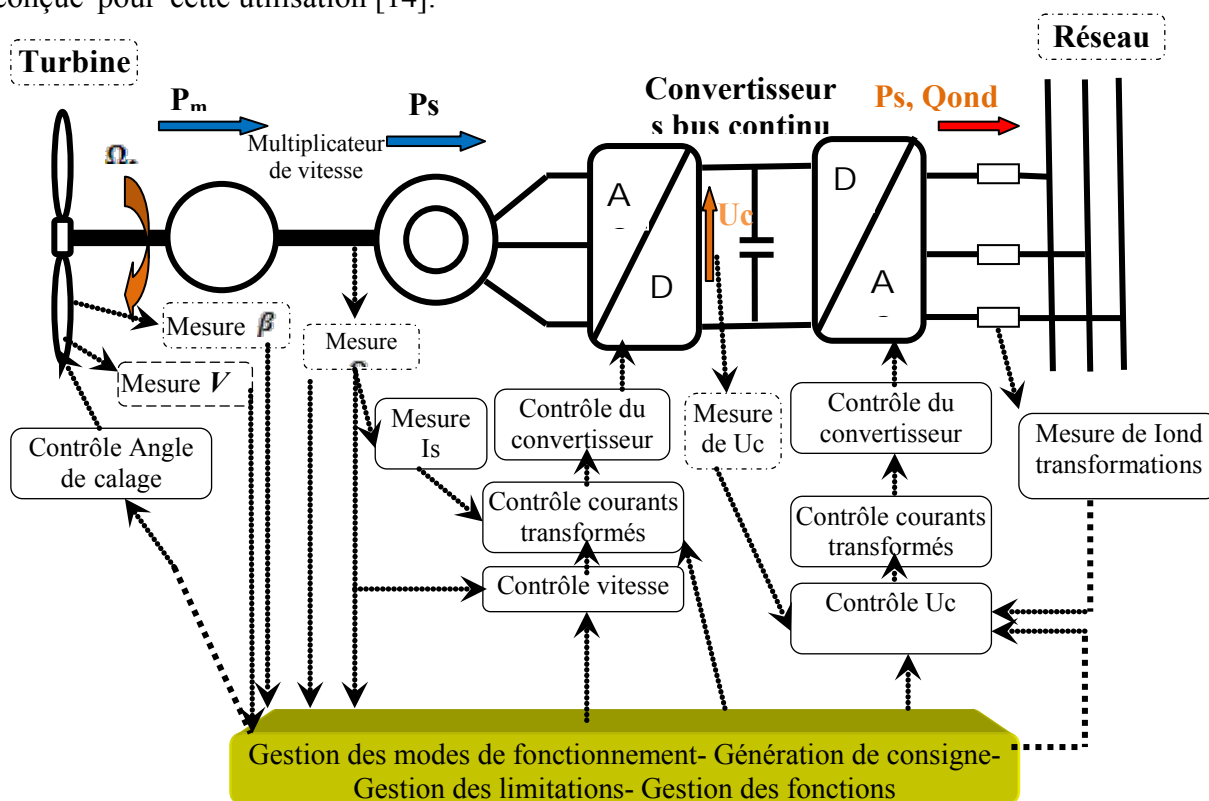 conçue pour cette utilisation [14].
Turbine
Réseau
P_m
Ps
Convertisseur
s bus continu
Ps, Qond
Multiplicateur
de vitesse
A
D
Uc
D
A
Mesure β
Mesure V
Mesure
Mesure
Is
Contrôle du
convertisseur
Mesure
de Uc
Contrôle du
convertisseur
Mesure de Iond
transformations
Contrôle Angle
de calage
Contrôle courants
transformés
Contrôle courants
transformés
Contrôle vitesse
Contrôle Uc
Gestion des modes de fonctionnement- Génération de consigne-
Gestion des limitations- Gestion des fonctions